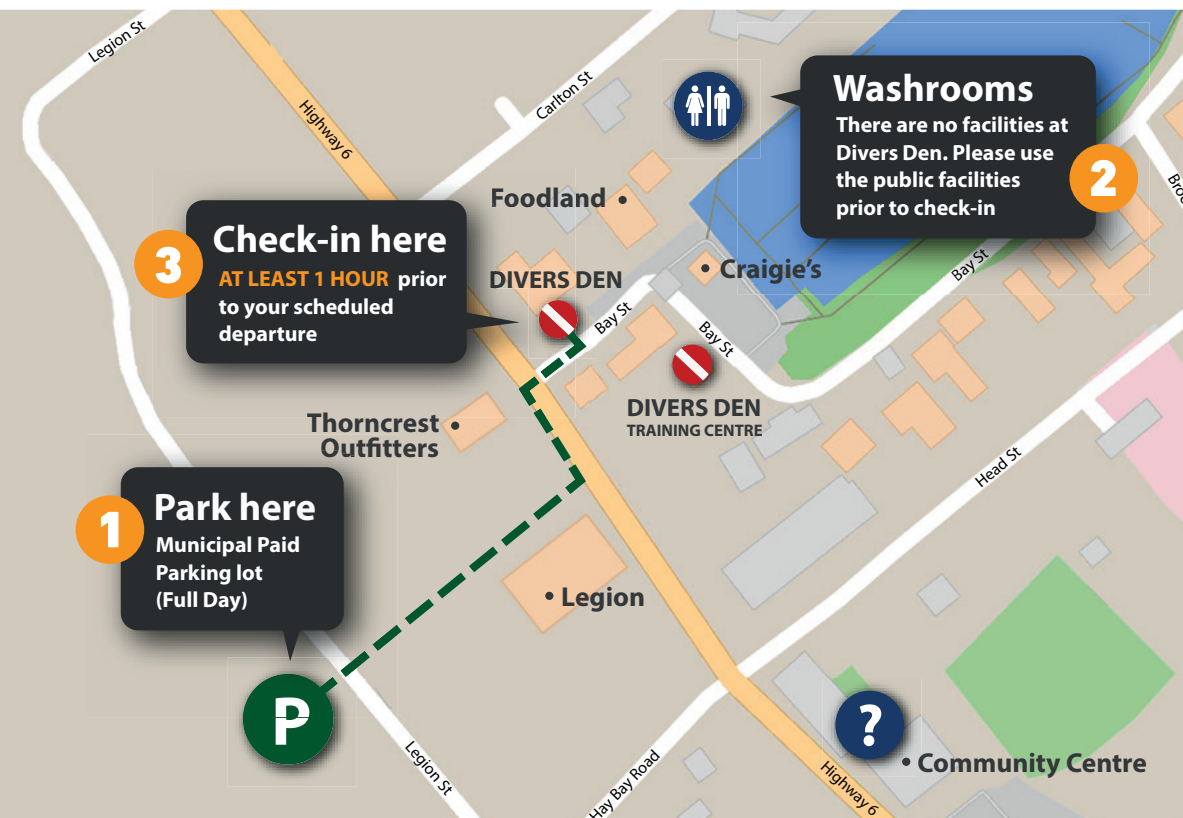 Legion St
Highway 6
Carlton St
Washrooms
There are no facilities at
Divers Den. Please use
the public facilities
prior to check-in
2
Foodland
3
Check-in here
AT LEAST 1 HOUR prior
to your scheduled
departure
DIVERS DEN
Craigie's
Bay St
Bay St
Bay St
DIVERS DEN
TRAINING CENTRE
Thorncrest
Outfitters
Head St
1
Park here
Municipal Paid
Parking lot
(Full Day)
Legion
P
Legion St
Hay Bay Road
?
Community Centre
Highway 6